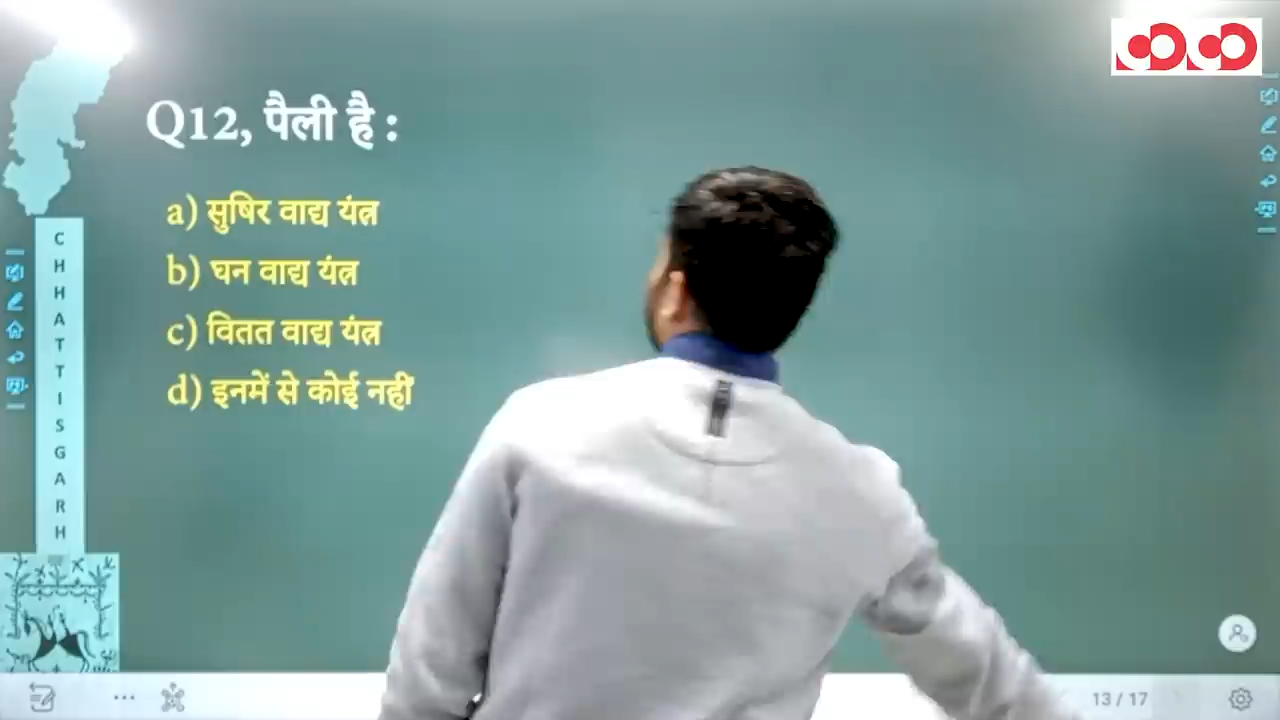 Q12, पैली है :
a) सुषिर वाद्य यंत्र
b) घन वाद्य यंत्र
c) वितत वाद्य यंत्र
d) इनमें से कोई नहीं
CHHATTISGARH
13 / 17